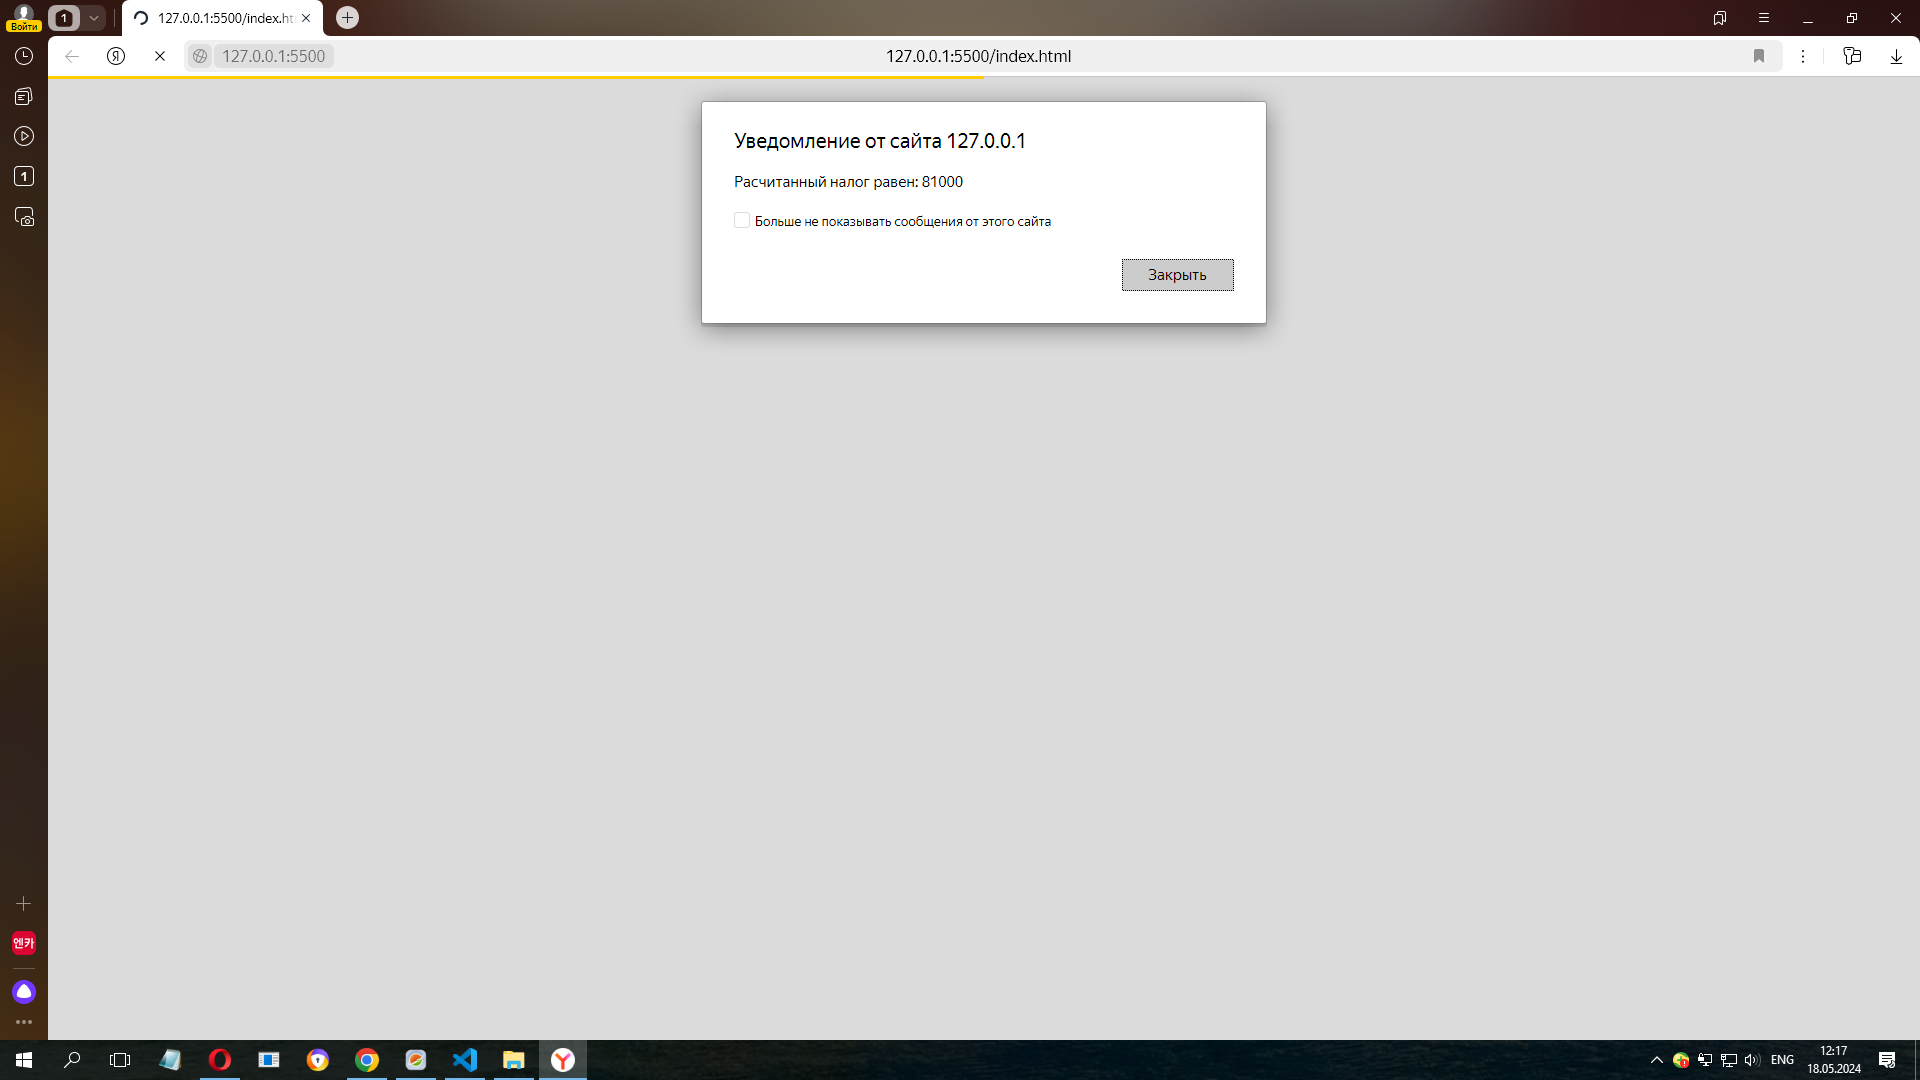 Войти
1
127.0.0.1:5500/index.ht
127.0.0.1:5500
127.0.0.1:5500/index.html
1
Уведомление от сайта 127.0.0.1
Расчитанный налог равен: 81000
Больше не показывать сообщения от этого сайта
Закрыть
엔카
ENG
12:17
18.05.2024